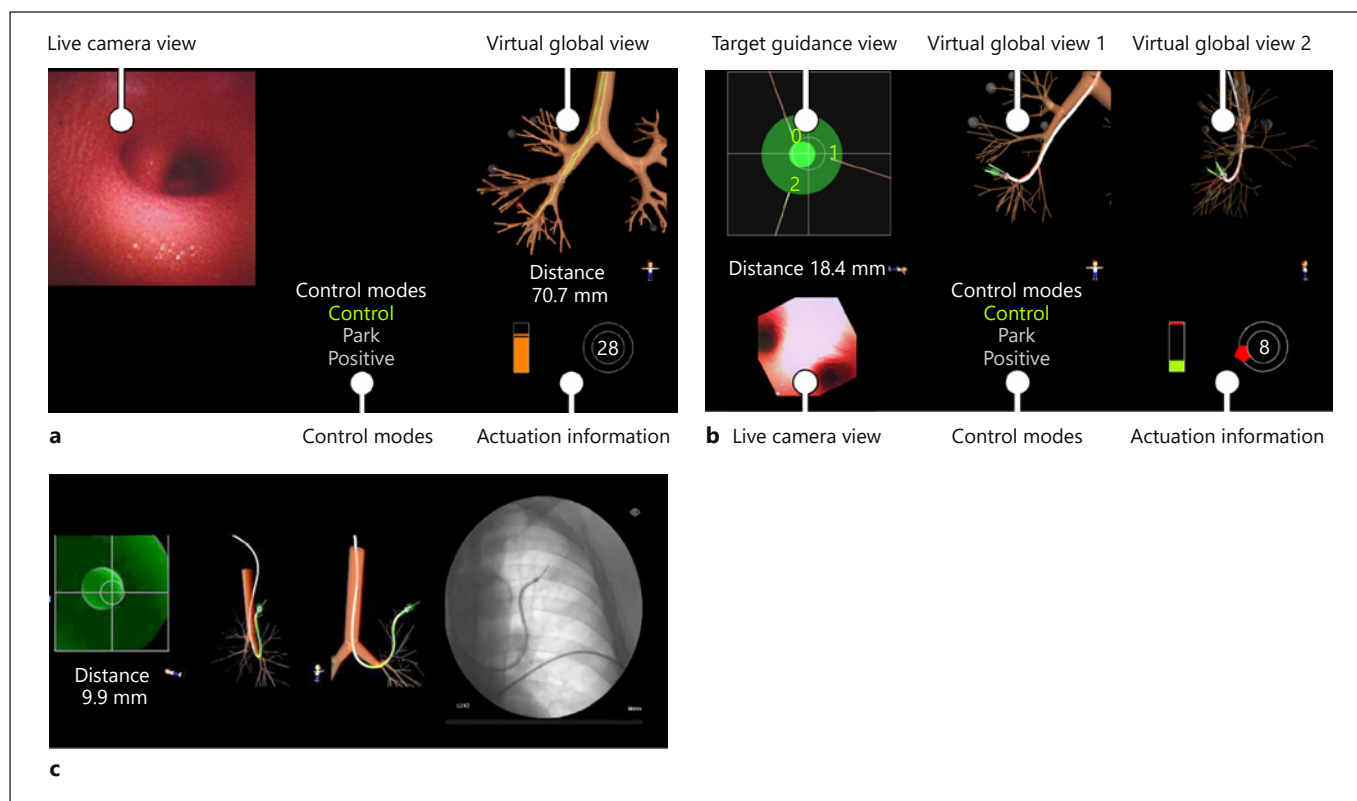 Live camera view
Virtual global view
Distance
70.7 mm
Control modes
Control
Park
Positive
28
a
Control modes
Actuation information
Target guidance view
Virtual global view 1
Virtual global view 2
0
1
2
Distance 18.4 mm
Control modes
Control
Park
Positive
8
b
Live camera view
Control modes
Actuation information
Distance
9.9 mm
c